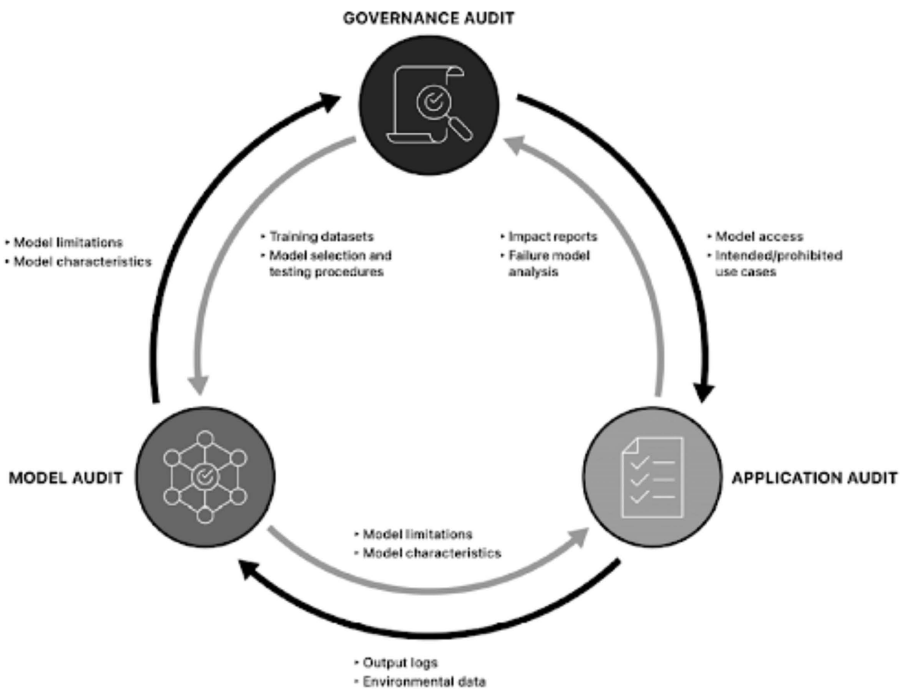 GOVERNANCE AUDIT
‣ Model limitations
‣ Model characteristics
‣ Training datasets
‣ Model selection and
testing procedures
‣ Impact reports
‣ Failure model
analysis
‣ Model access
‣ Intended/prohibited
use cases
MODEL AUDIT
APPLICATION AUDIT
‣ Model limitations
‣ Model characteristics
‣ Output logs
‣ Environmental data